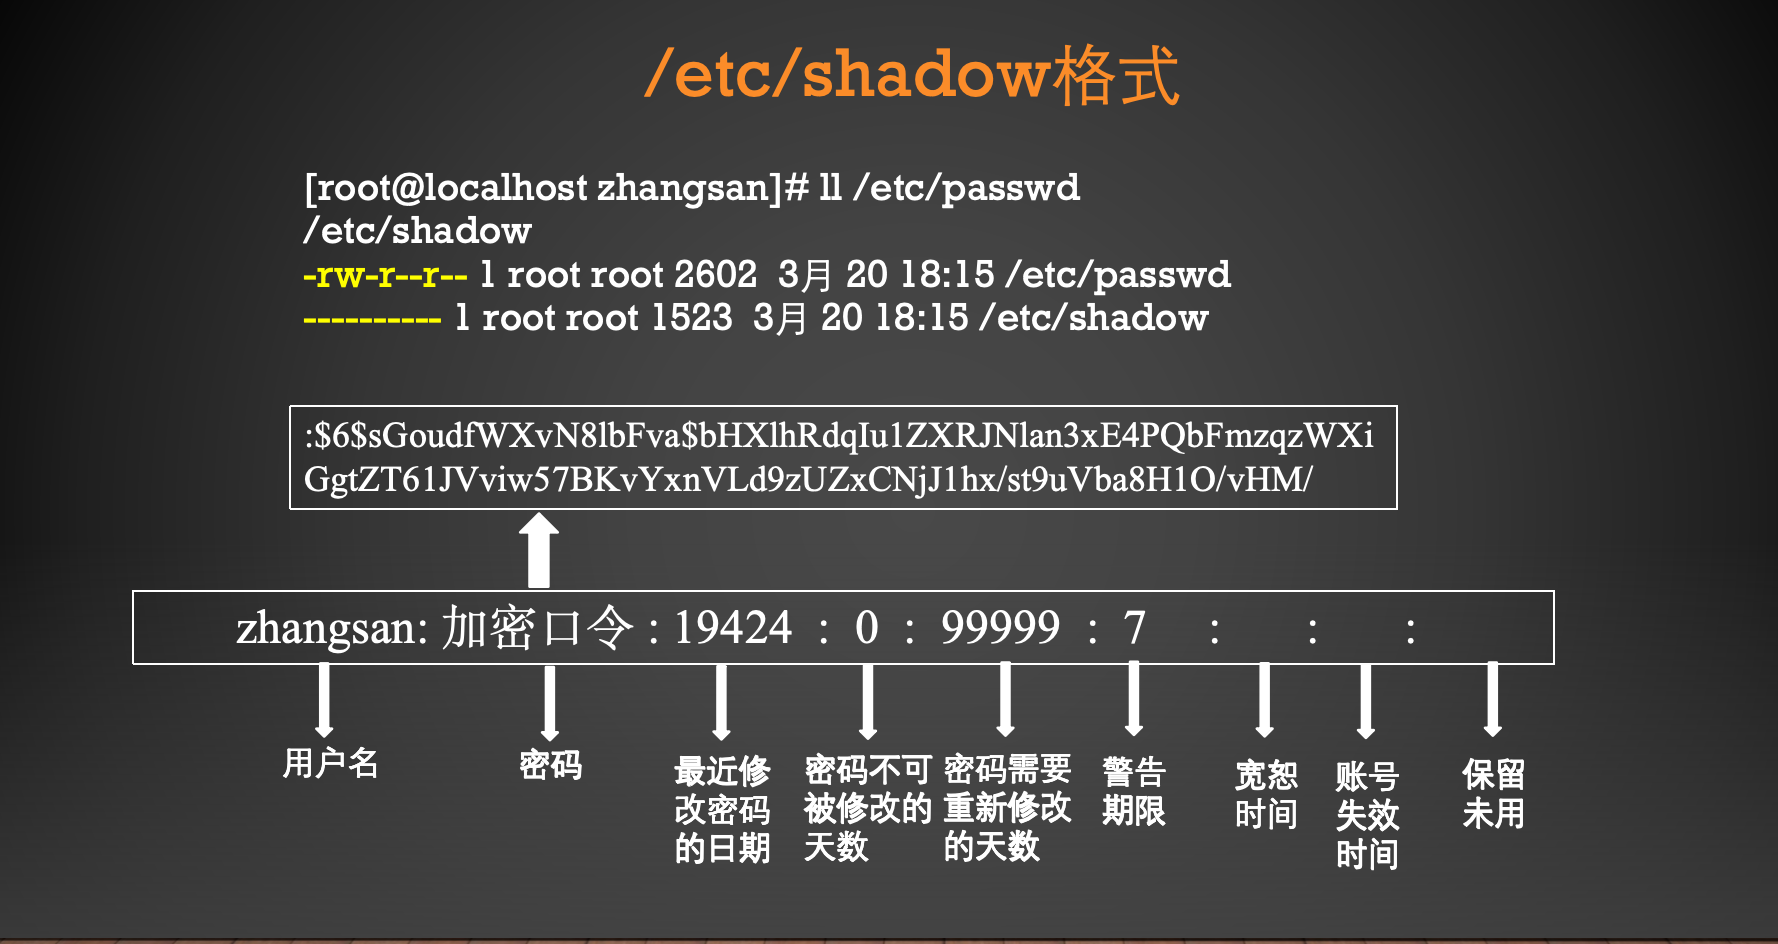 /etc/shadow格式
[root@localhost zhangsan]# ll /etc/passwd
/etc/shadow
-rw-r--r-- 1 root root 2602  3月 20 18:15 /etc/passwd
---------- 1 root root 1523  3月 20 18:15 /etc/shadow
:$6$sGoudfWXvN8lbFva$bHXlhRdqIu1ZXRJNlan3xE4PQbFmzqzWXi
GgtZT61JVviw57BKvYxnVLd9zUZxCNjJ1hx/st9uVba8H1O/vHM/
zhangsan: 加密口令 : 19424 : 0 : 99999 : 7 : : :
用户名
密码
最近修
改密码
的日期
密码不可
被修改的
天数
密码需要
重新修改
的天数
警告
期限
宽恕
时间
账号
失效
时间
保留
未用